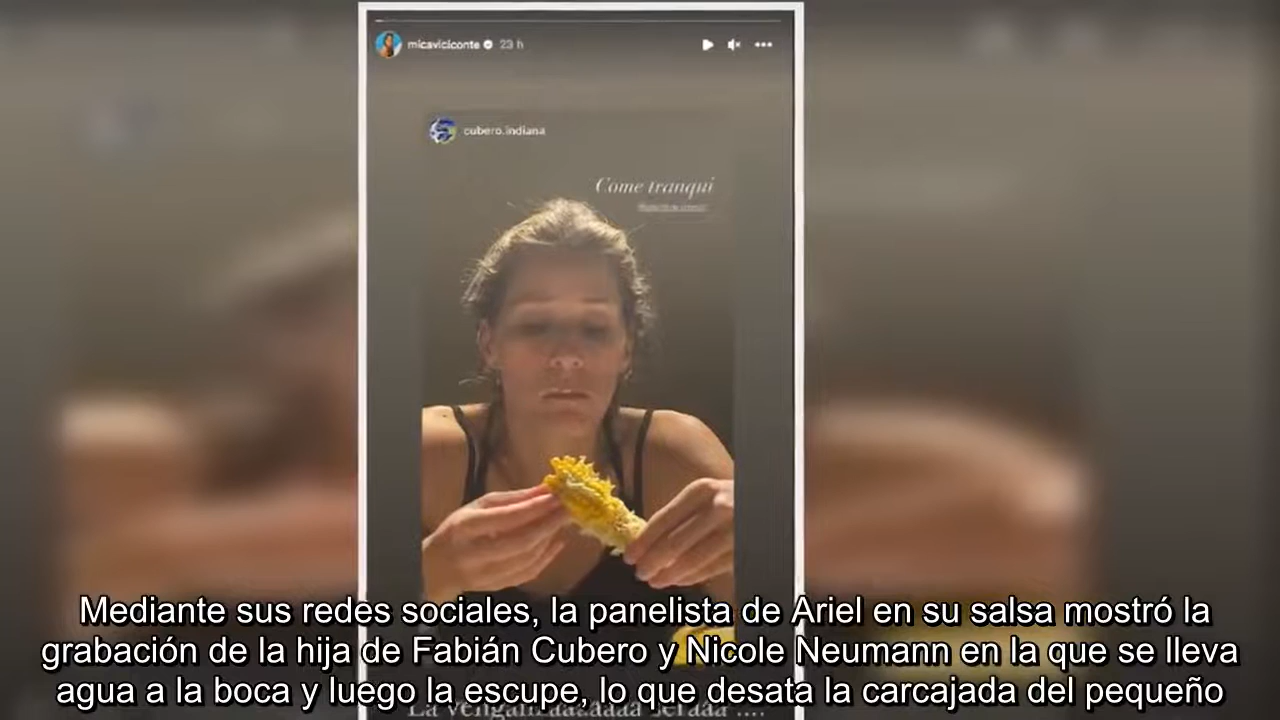 micaviciconte 23 h
cubero.indiana
Come tranqui
Mediante sus redes sociales, la panelista de Ariel en su salsa mostró la
grabación de la hija de Fabián Cubero y Nicole Neumann en la que se lleva
agua a la boca y luego la escupe, lo que desata la carcajada del pequeño